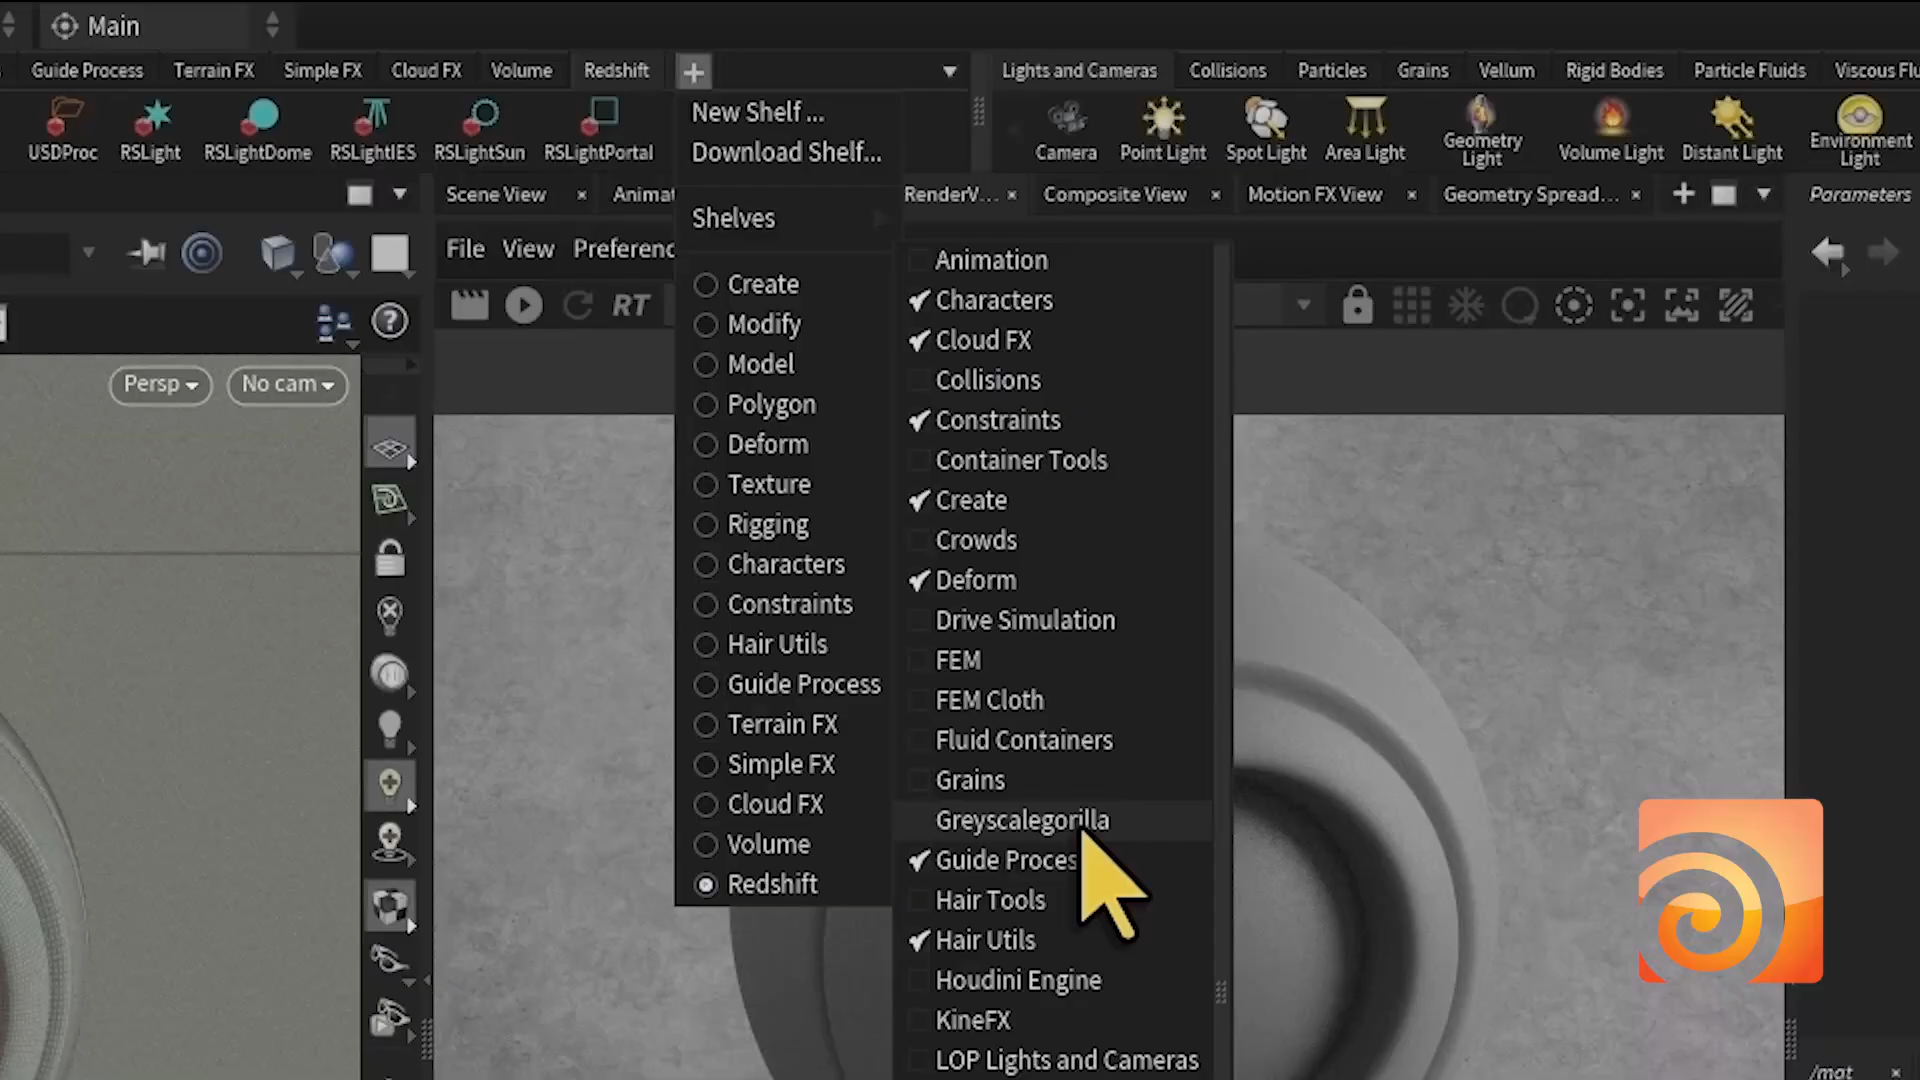 Main
Guide Process
Terrain FX
Simple FX
Cloud FX
Volume
Redshift
Lights and Cameras
Collisions
Particles
Grains
Vellum
Rigid Bodies
Particle Fluids
Viscous Flu
USDProc
RSLight
RSLightDome
RSLightIES
RSLightSun
RSLightPortal
Camera
Point Light
Spot Light
Area Light
Geometry
Light
Volume Light
Distant Light
Environment
Light
New Shelf ...
Download Shelf...
Shelves
Scene View
Animat
RenderV...
Composite View
Motion FX View
Geometry Spread...
Parameters
File
View
Preferenc
RT
Persp
No cam
Create
Modify
Model
Polygon
Deform
Texture
Rigging
Characters
Constraints
Hair Utils
Guide Process
Terrain FX
Simple FX
Cloud FX
Volume
Redshift
Animation
Characters
Cloud FX
Collisions
Constraints
Container Tools
Create
Crowds
Deform
Drive Simulation
FEM
FEM Cloth
Fluid Containers
Grains
Greyscalegorilla
Guide Proces
Hair Tools
Hair Utils
Houdini Engine
KineFX
LOP Lights and Cameras
/mat